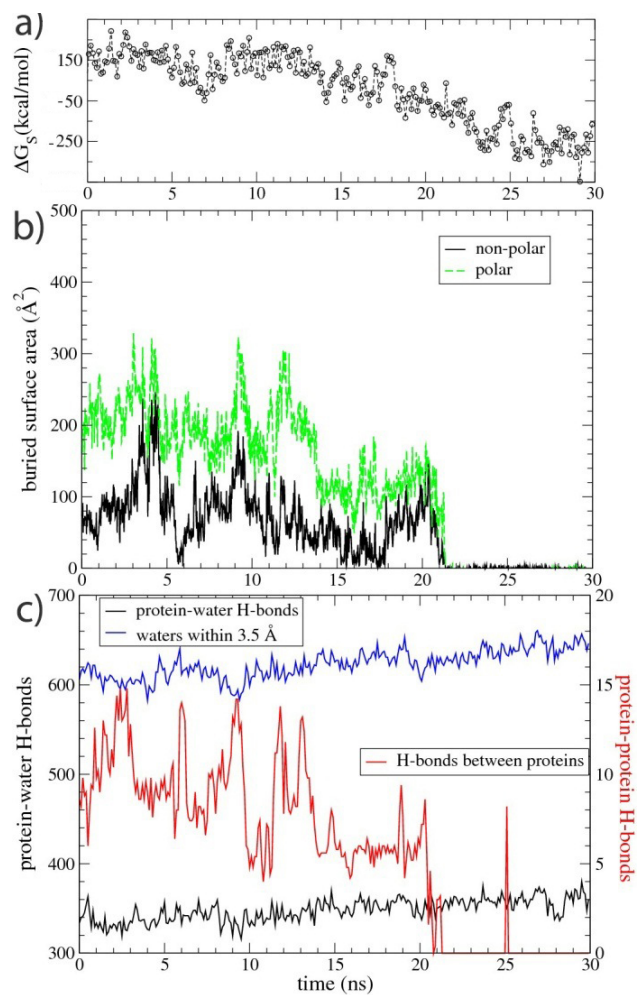 a)
ΔG_S(kcal/mol)
150
-50
-250
0 5 10 15 20 25 30
b)
buried surface area (Å²)
500
400
300
200
100
0
non-polar
polar
0 5 10 15 20 25 30
c)
protein-water H-bonds
700
600
500
400
300
protein-water H-bonds
waters within 3.5 Å
H-bonds between proteins
20
15
10
5
0
protein-protein H-bonds
0 5 10 15 20 25 30
time (ns)